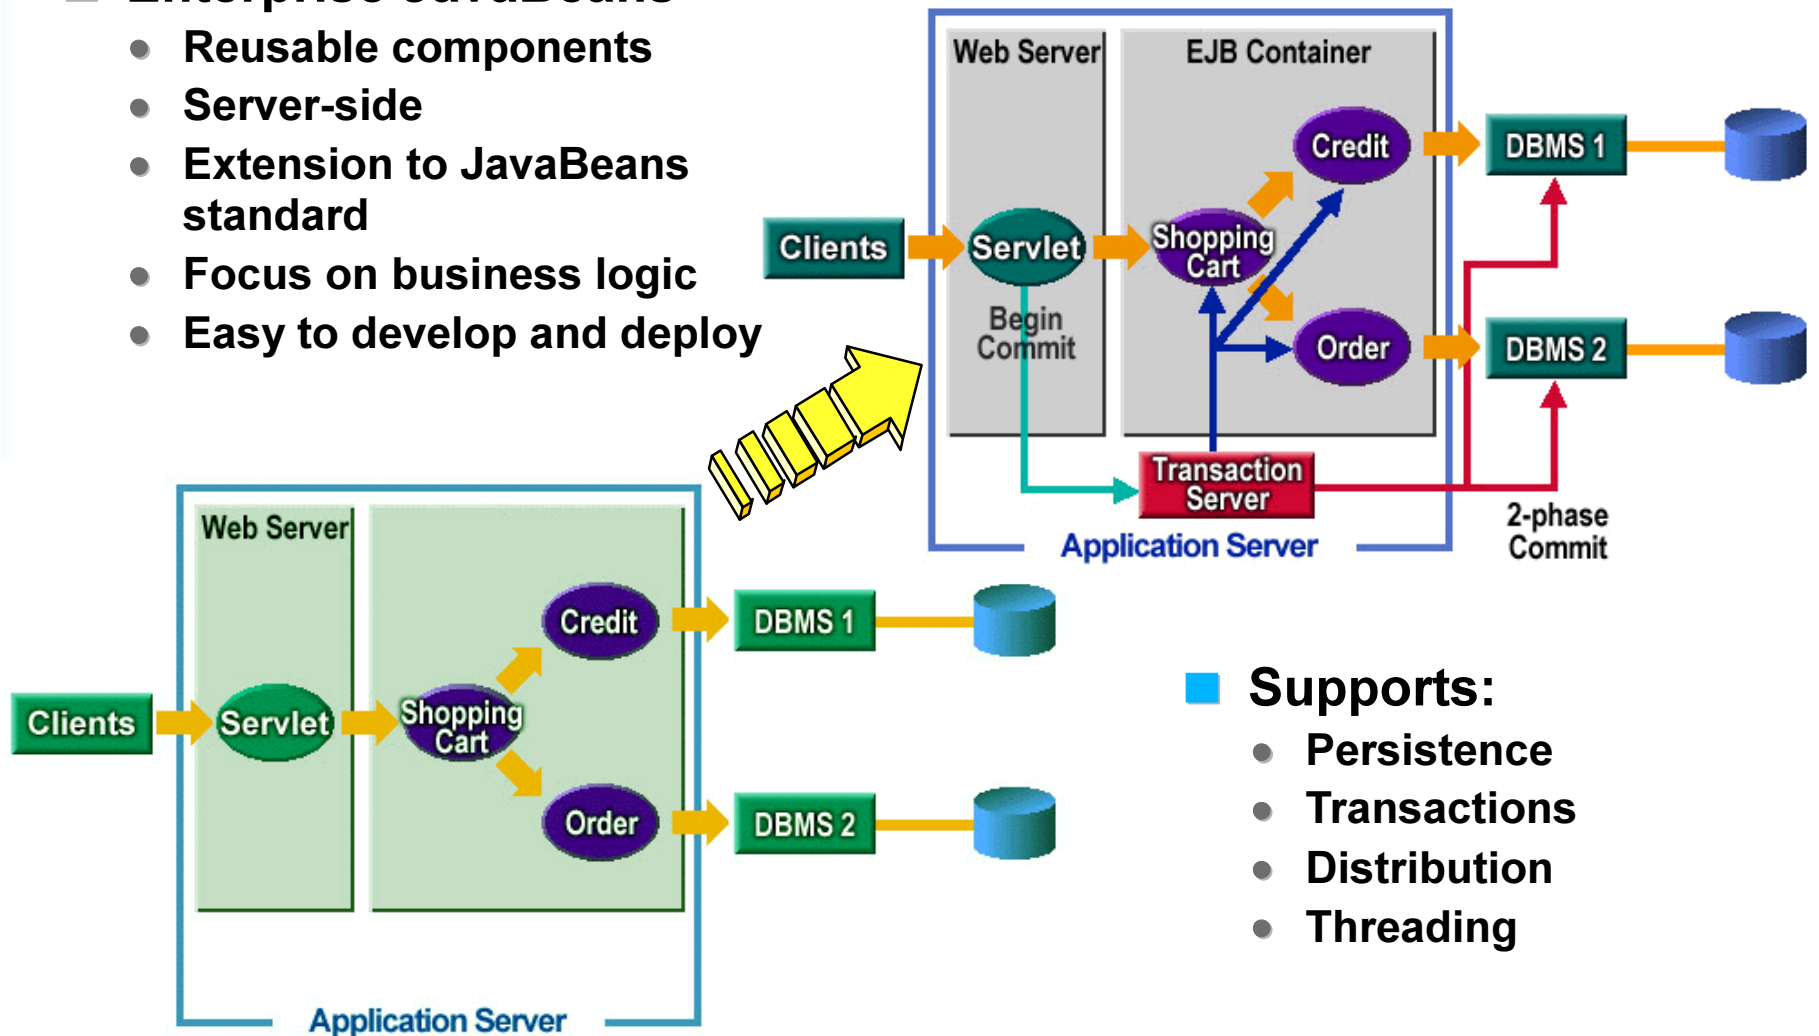 Enterprise JavaBeans
Reusable components
Server-side
Extension to JavaBeans
standard
Focus on business logic
Easy to develop and deploy
Web Server
EJB Container
Credit
DBMS 1
Clients
Servlet
Shopping
Cart
Begin
Commit
Order
DBMS 2
Transaction
Server
2-phase
Commit
Application Server
Web Server
Credit
DBMS 1
Clients
Servlet
Shopping
Cart
Order
DBMS 2
Application Server
Supports:
Persistence
Transactions
Distribution
Threading